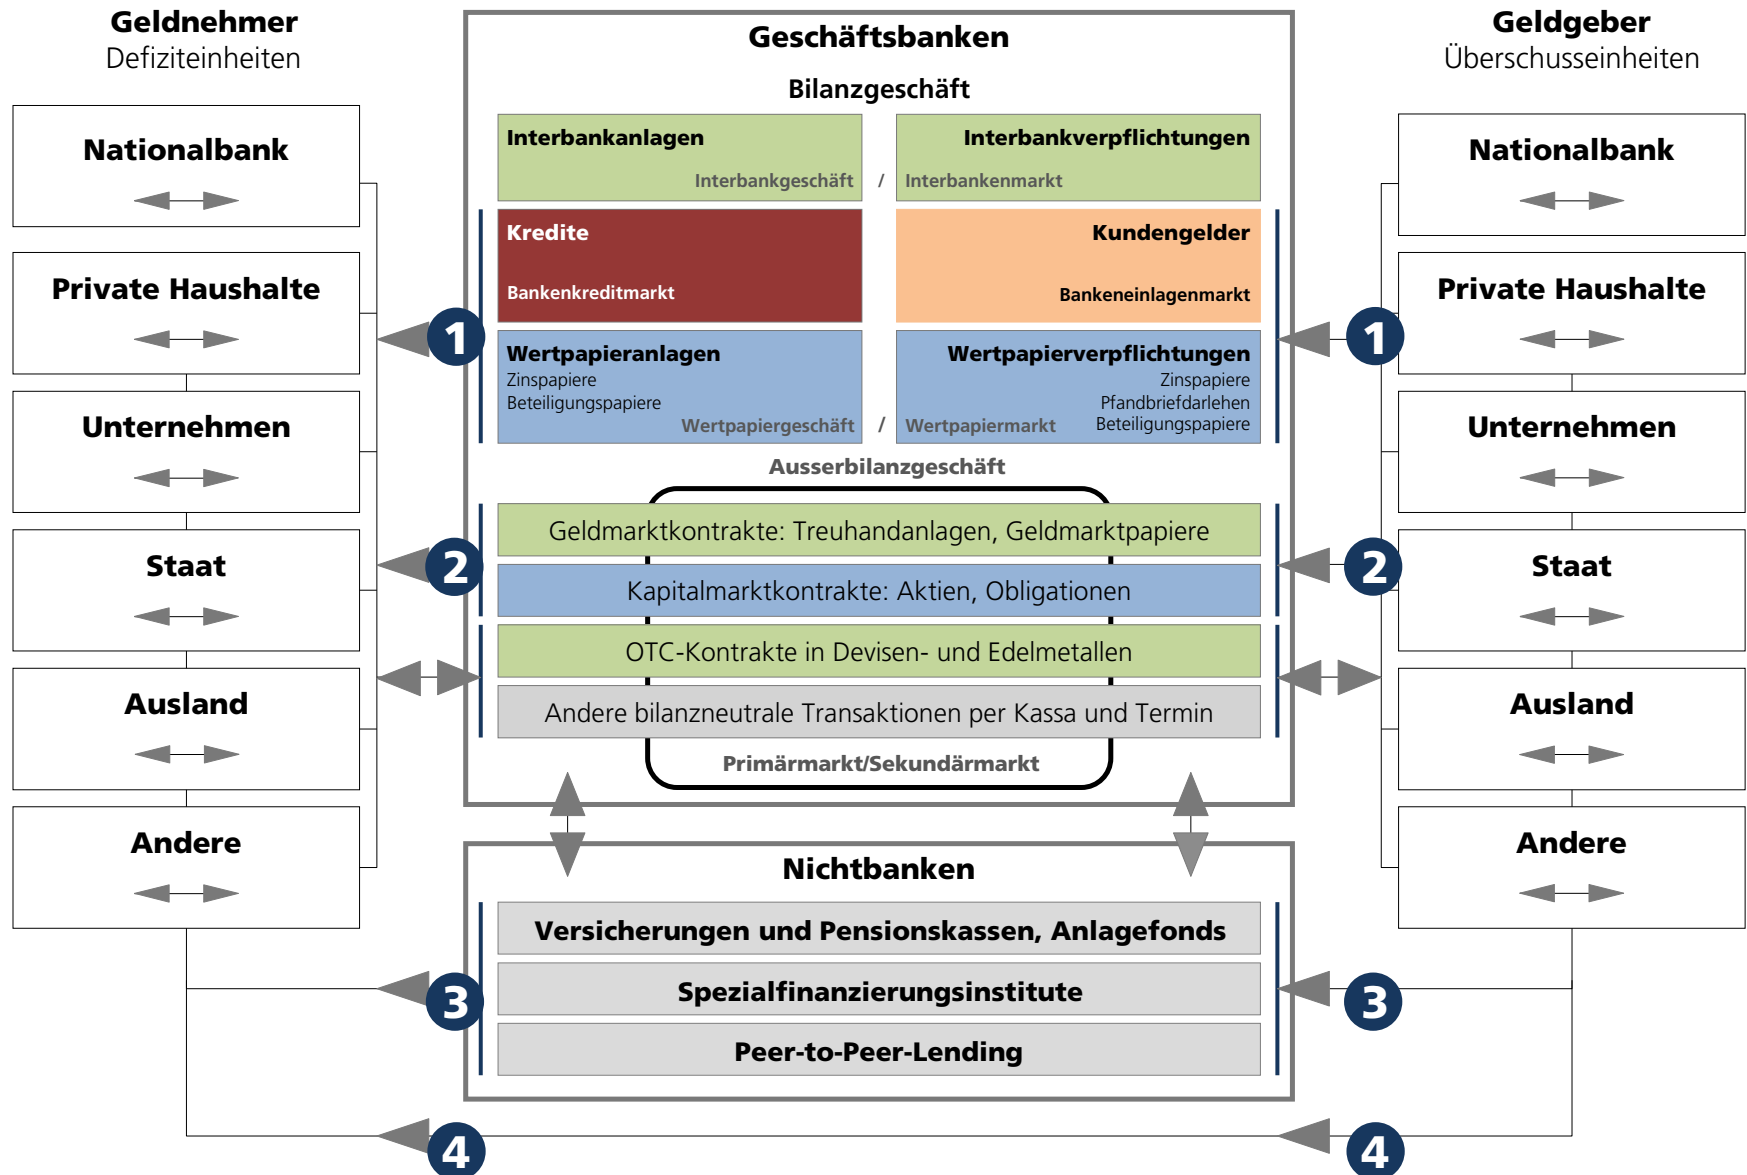 Geldnehmer
Defiziteinheiten
Nationalbank
Private Haushalte
Unternehmen
Staat
Ausland
Andere
Geschäftsbanken
Bilanzgeschäft
Interbankanlagen
Interbankverpflichtungen
Interbankgeschäft / Interbankenmarkt
Kredite
Kundengelder
Bankenkreditmarkt
Bankeneinlagenmarkt
1
1
Wertpapieranlagen
Zinspapiere
Beteiligungspapiere
Wertpapierverpflichtungen
Zinspapiere
Pfandbriefdarlehen
Beteiligungspapiere
Wertpapiergeschäft / Wertpapiermarkt
Ausserbilanzgeschäft
Geldmarktkontrakte: Treuhandanlagen, Geldmarktpapiere
2
2
Kapitalmarktkontrakte: Aktien, Obligationen
OTC-Kontrakte in Devisen- und Edelmetallen
Andere bilanzneutrale Transaktionen per Kassa und Termin
Primärmarkt/Sekundärmarkt
Nichtbanken
Versicherungen und Pensionskassen, Anlagefonds
Spezialfinanzierungsinstitute
3
3
Peer-to-Peer-Lending
4
4
Geldgeber
Überschusseinheiten
Nationalbank
Private Haushalte
Unternehmen
Staat
Ausland
Andere